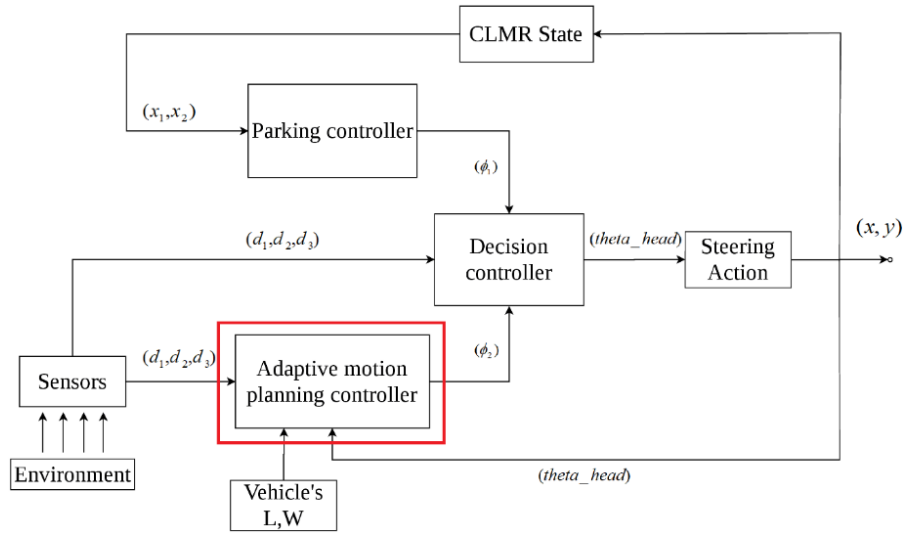 CLMR State
(x₁,x₂)
Parking controller
(ϕ₁)
(d₁,d₂,d₃)
Decision
controller
(theta_head)
Steering
Action
(x, y)
(d₁,d₂,d₃)
Sensors
Adaptive motion
planning controller
(ϕ₂)
Environment
Vehicle's
L,W
(theta_head)